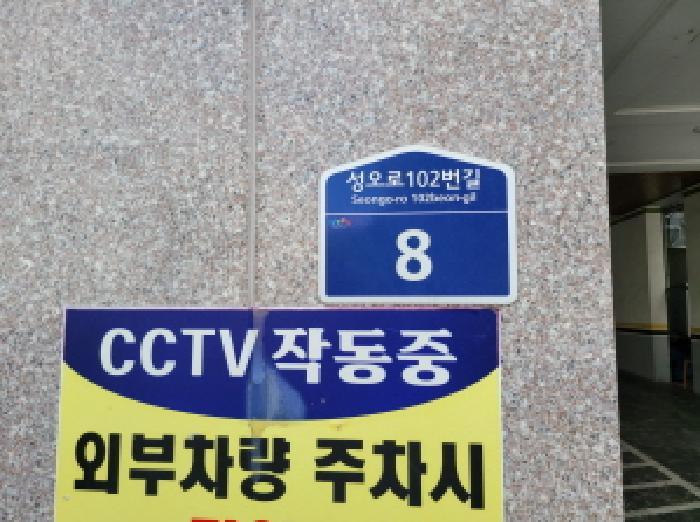 성오로102번길
Seongo-ro 102beon-gil
8
CCTV 작동중
외부차량 주차시